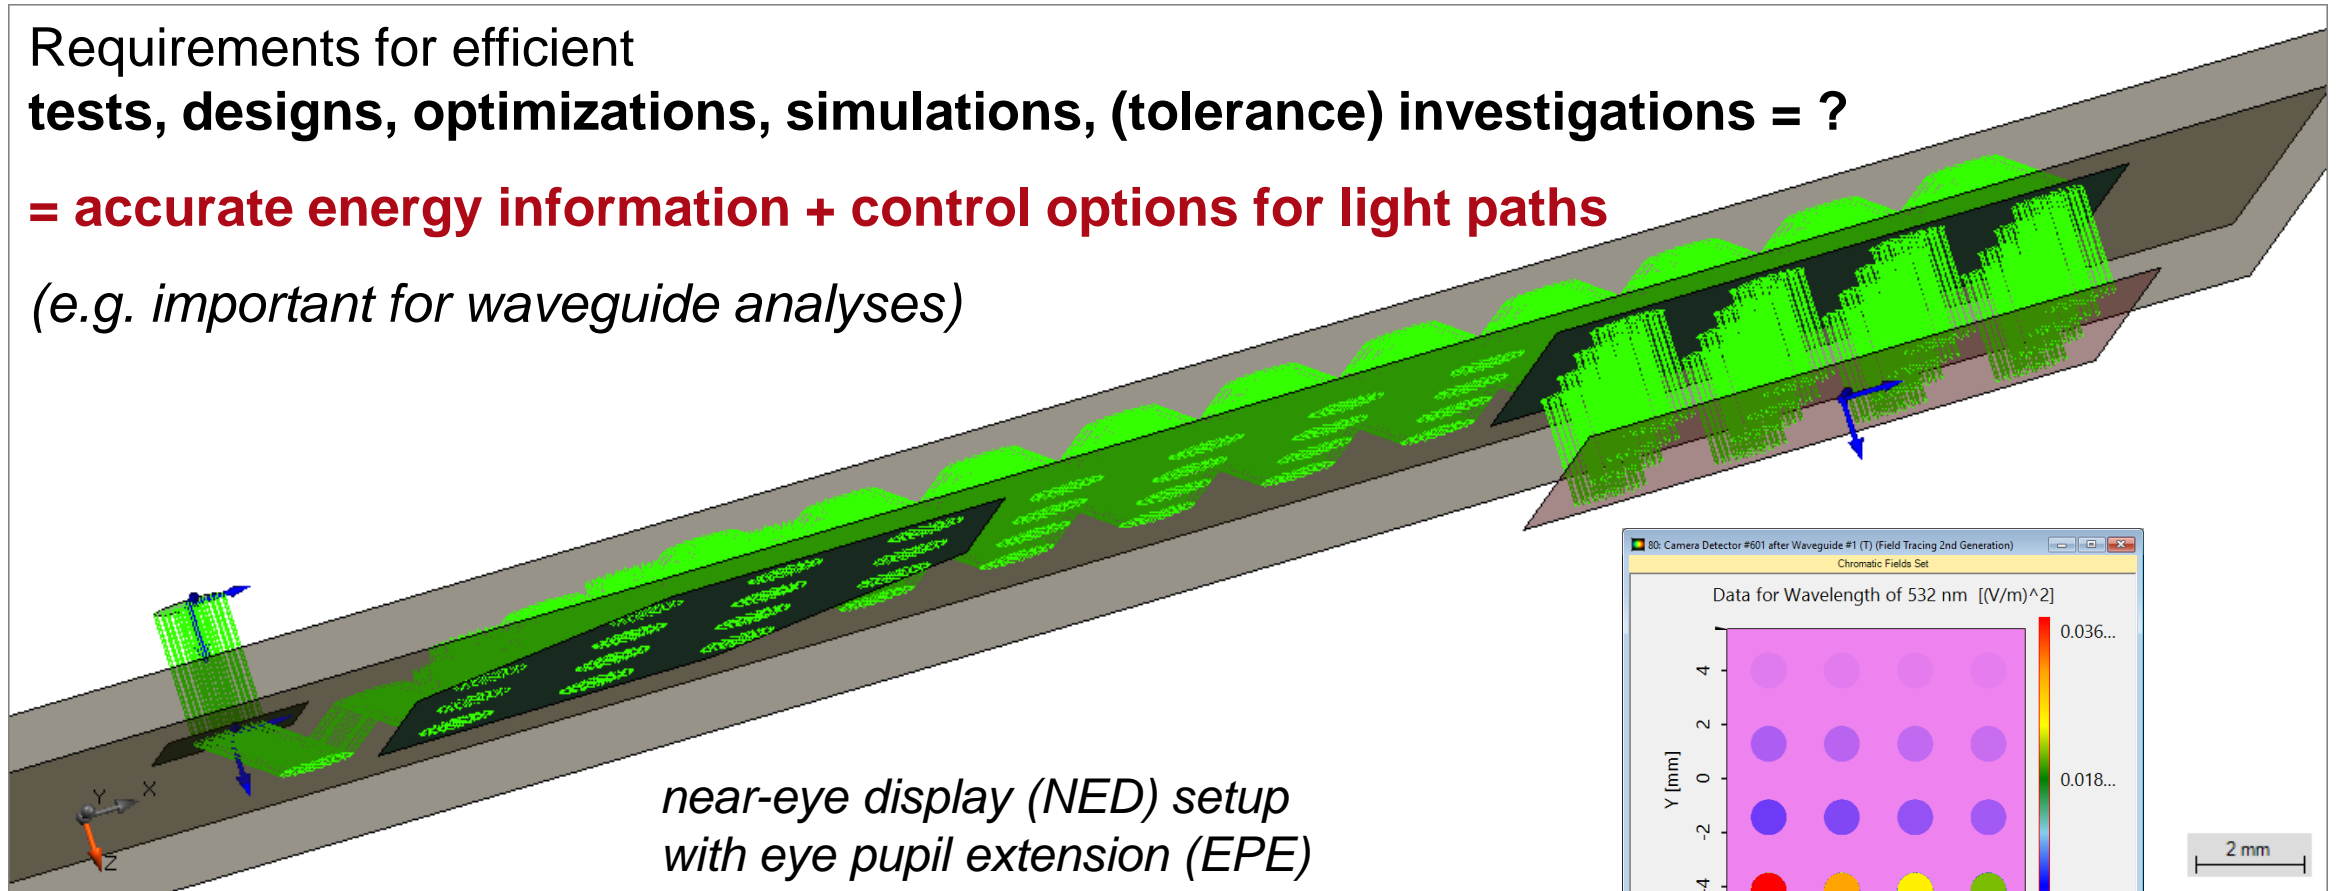 Requirements for efficient
tests, designs, optimizations, simulations, (tolerance) investigations = ?
= accurate energy information + control options for light paths
(e.g. important for waveguide analyses)
80: Camera Detector #601 after Waveguide #1 (T) (Field Tracing 2nd Generation)
Chromatic Fields Set
Data for Wavelength of 532 nm [(V/m)^2]
0.036...
0.018...
Y [mm]
4
2
0
-2
-4
near-eye display (NED) setup
with eye pupil extension (EPE)
Y
X
Z
2 mm